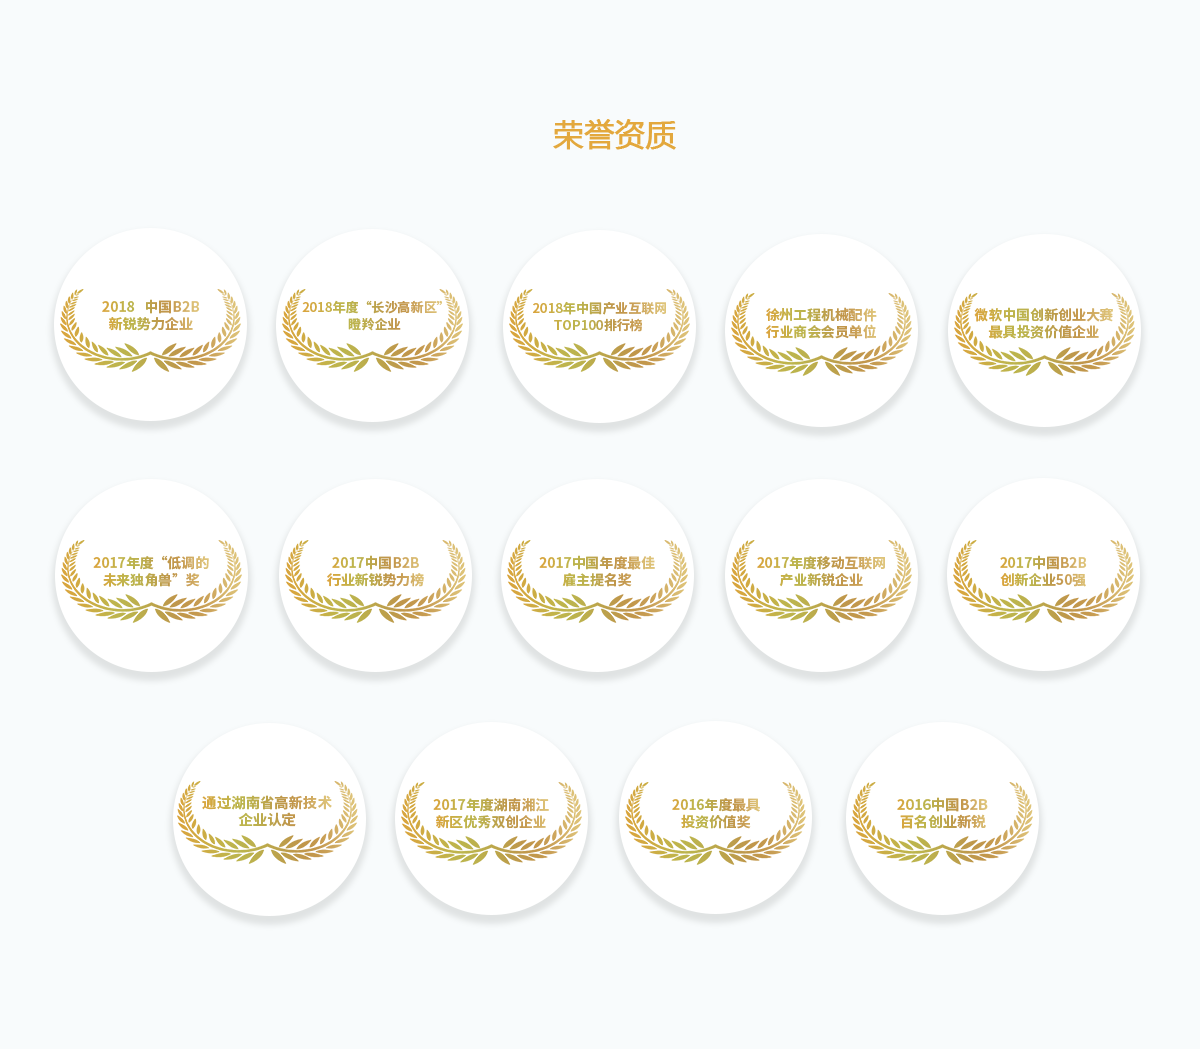 荣誉资质
2018 中国B2B
新锐势力企业
2018年度“长沙高新区”
瞪羚企业
2018年中国产业互联网
TOP100排行榜
徐州工程机械配件
行业商会会员单位
微软中国创新创业大赛
最具投资价值企业
2017年度“低调的
未来独角兽”奖
2017中国B2B
行业新锐势力榜
2017中国年度最佳
雇主提名奖
2017年度移动互联网
产业新锐企业
2017中国B2B
创新企业50强
通过湖南省高新技术
企业认定
2017年度湖南湘江
新区优秀双创企业
2016年度最具
投资价值奖
2016中国B2B
百名创业新锐